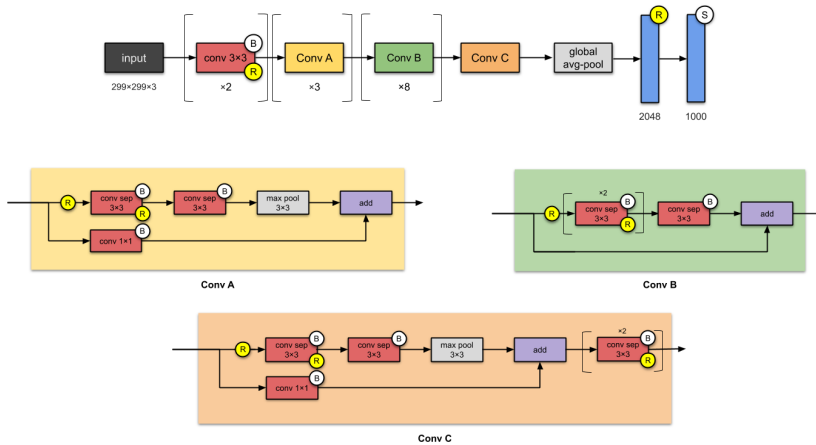 input
299×299×3
conv 3×3
B
R
×2
Conv A
×3
Conv B
×8
Conv C
global
avg-pool
R
2048
S
1000
R
conv sep
3×3
B
R
conv sep
3×3
B
max pool
3×3
add
conv 1×1
B
Conv A
R
×2
conv sep
3×3
B
R
conv sep
3×3
B
add
Conv B
R
conv sep
3×3
B
R
conv sep
3×3
B
max pool
3×3
add
×2
conv sep
3×3
B
R
conv 1×1
B
Conv C